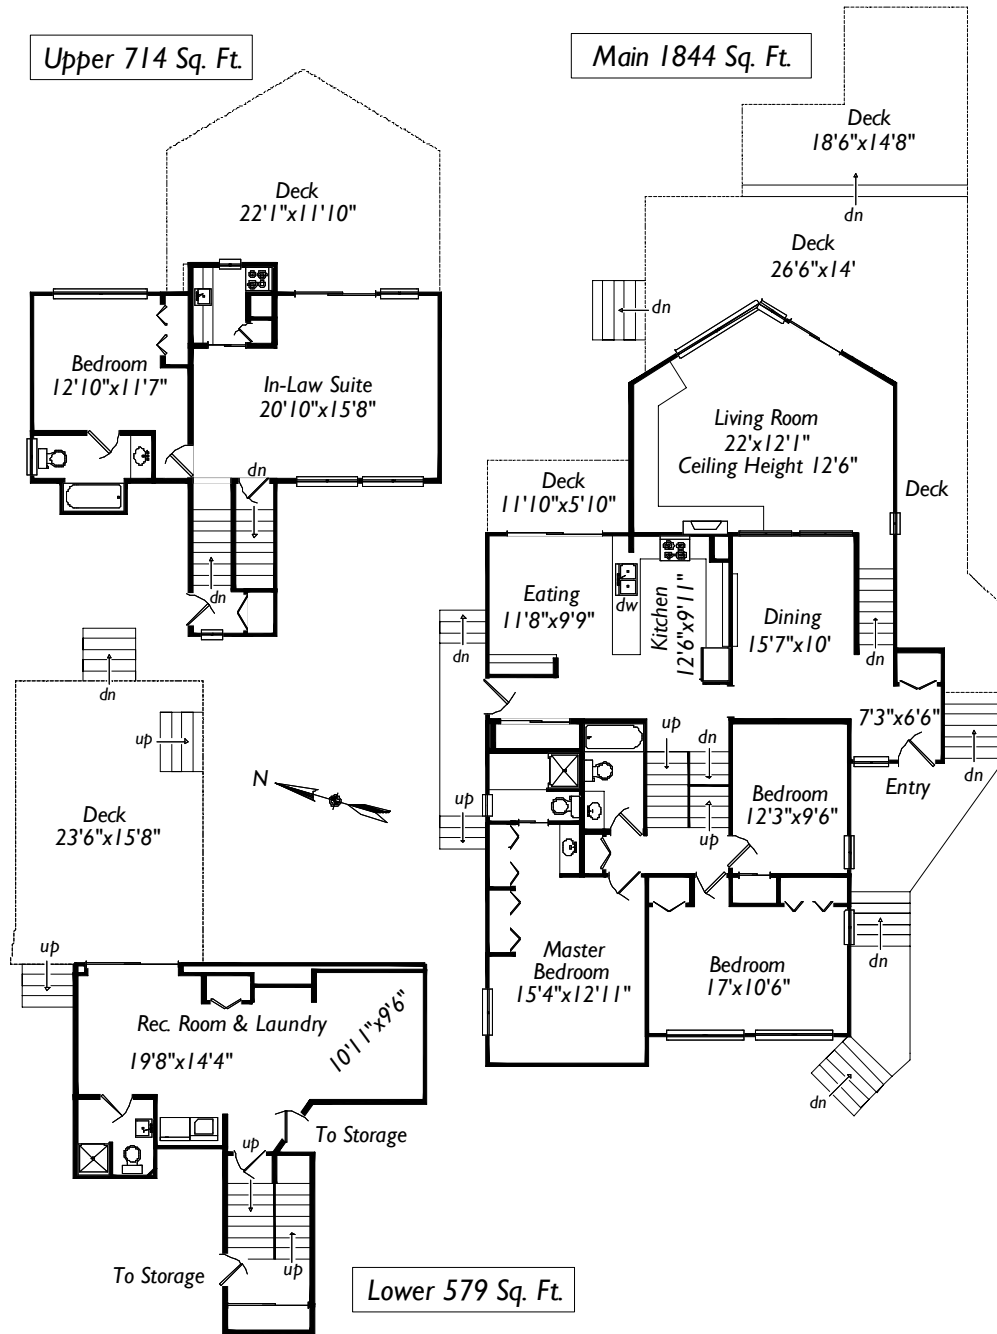 Upper 714 Sq. Ft.
Deck
22'1"x11'10"
Bedroom
12'10"x11'7"
In-Law Suite
20'10"x15'8"
dn
dn
Main 1844 Sq. Ft.
Deck
18'6"x14'8"
dn
Deck
26'6"x14'
dn
Living Room
22'x12'1"
Ceiling Height 12'6"
Deck
Deck
11'10"x5'10"
Eating
11'8"x9'9"
dw
Kitchen
12'6"x9'11"
Dining
15'7"x10'
dn
dn
7'3"x6'6"
Entry
dn
up
dn
up
up
Bedroom
12'3"x9'6"
Master
Bedroom
15'4"x12'11"
Bedroom
17'x10'6"
dn
dn
dn
up
N
Deck
23'6"x15'8"
up
Rec. Room & Laundry
19'8"x14'4"
10'11"x9'6"
To Storage
up
up
To Storage
Lower 579 Sq. Ft.